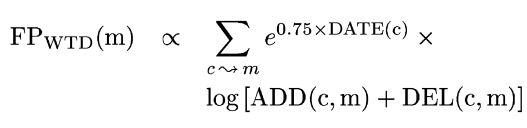 FP_WTD(m) ∝ ∑_{c ⇝ m} e^{0.75×DATE(c)} ×
log [ADD(c, m) + DEL(c, m)]